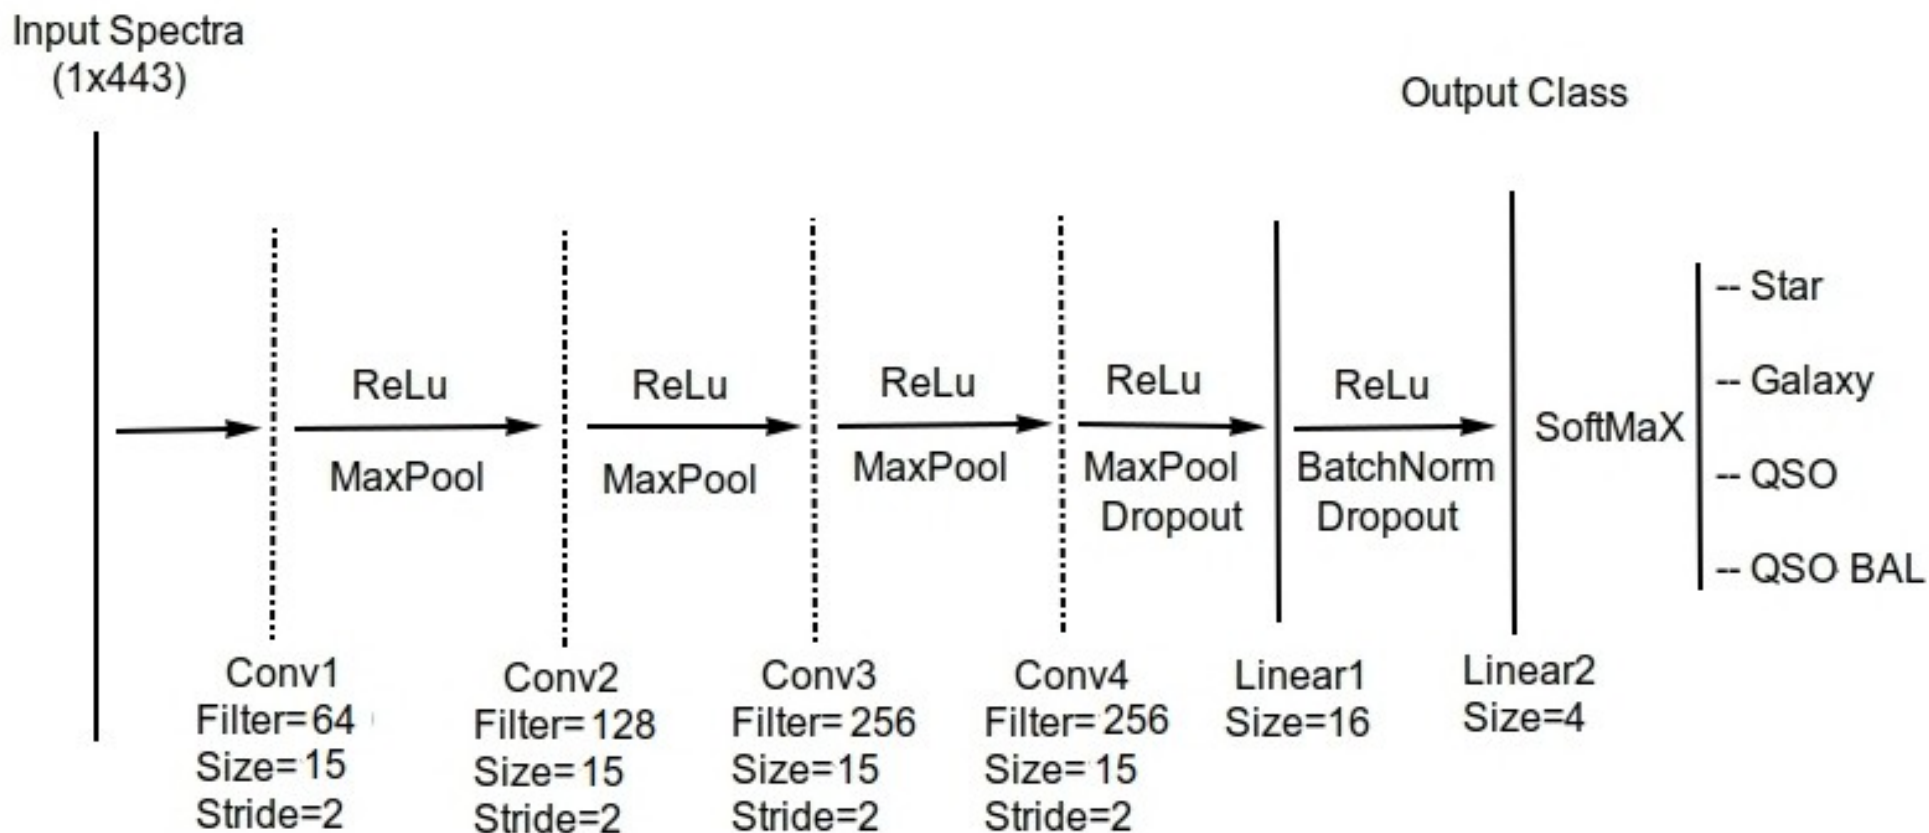 Input Spectra
(1x443)
Output Class
ReLu
MaxPool
ReLu
MaxPool
ReLu
MaxPool
ReLu
MaxPool
Dropout
ReLu
BatchNorm
Dropout
SoftMaX
-- Star
-- Galaxy
-- QSO
-- QSO BAL
Conv1
Filter=64
Size=15
Stride=2
Conv2
Filter=128
Size=15
Stride=2
Conv3
Filter=256
Size=15
Stride=2
Conv4
Filter=256
Size=15
Stride=2
Linear1
Size=16
Linear2
Size=4